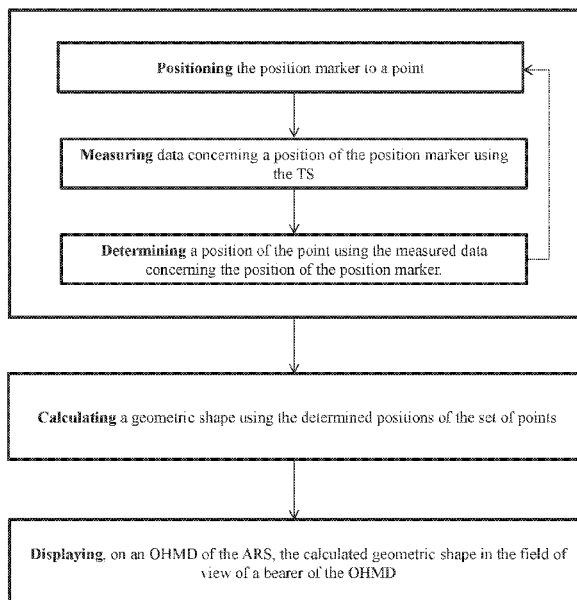 Positioning the position marker to a point
Measuring data concerning a position of the position marker using
the TS
Determining a position of the point using the measured data
concerning the position of the position marker.
Calculating a geometric shape using the determined positions of the set of points
Displaying, on an OHMD of the ARS, the calculated geometric shape in the field of
view of a bearer of the OHMD